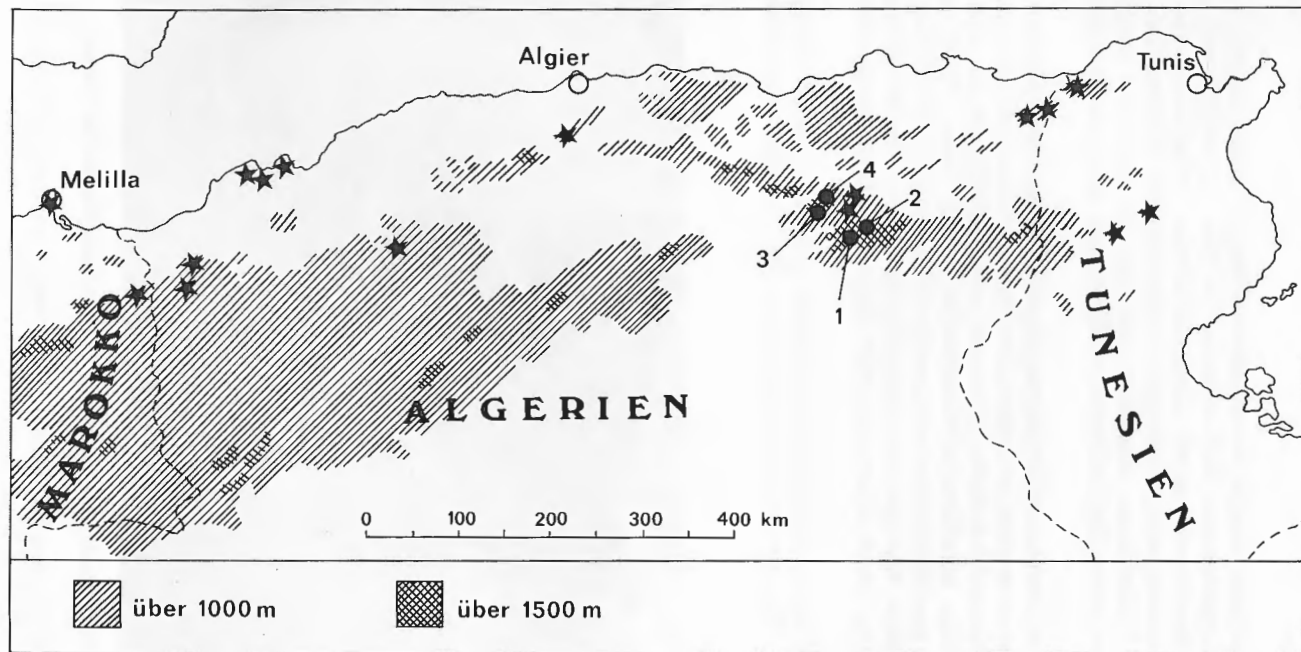 Algier
Tunis
Melilla
4
2
3
1
MAROKKO
ALGERIEN
TUNESIEN
0 100 200 300 400 km
über 1000 m
über 1500 m